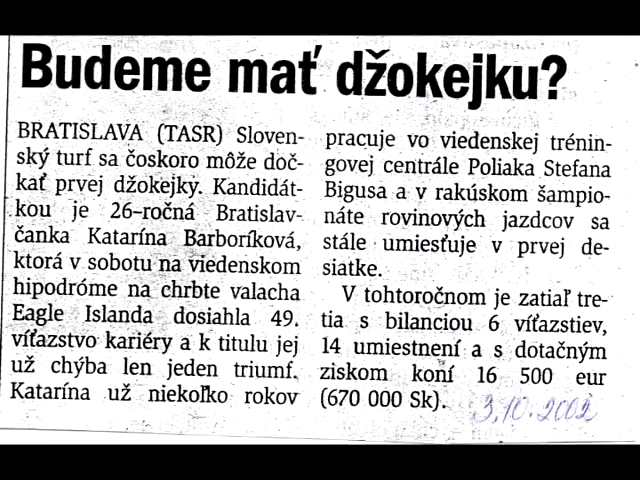 Budeme mať džokejku?
BRATISLAVA (TASR) Sloven-
ský turf sa čoskoro môže doč-
kať prvej džokejky. Kandidát-
kou je 26-ročná Bratislav-
čanka Katarína Barboríková,
ktorá v sobotu na viedenskom
hipodróme na chrbte valacha
Eagle Islanda dosiahla 49.
víťazstvo kariéry a k titulu jej
už chýba len jeden triumf.
Katarína už niekoľko rokov
pracuje vo viedenskej trénin-
govej centrále Poliaka Stefana
Bigusa a v rakúskom šampio-
náte rovinových jazdcov sa
stále umiesťuje v prvej de-
siatke.
V tohtoročnom je zatiaľ tre-
tia s bilanciou 6 víťazstiev,
14 umiestnení a s dotačným
ziskom koní 16 500 eur
(670 000 Sk).
3.10.2002